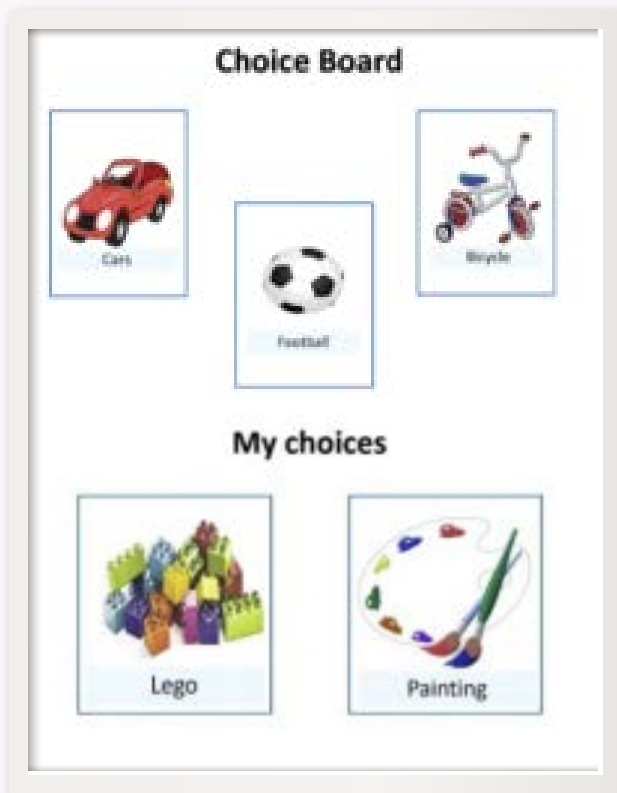 Choice Board
Cars
Bicycle
Football
My choices
Lego
Painting